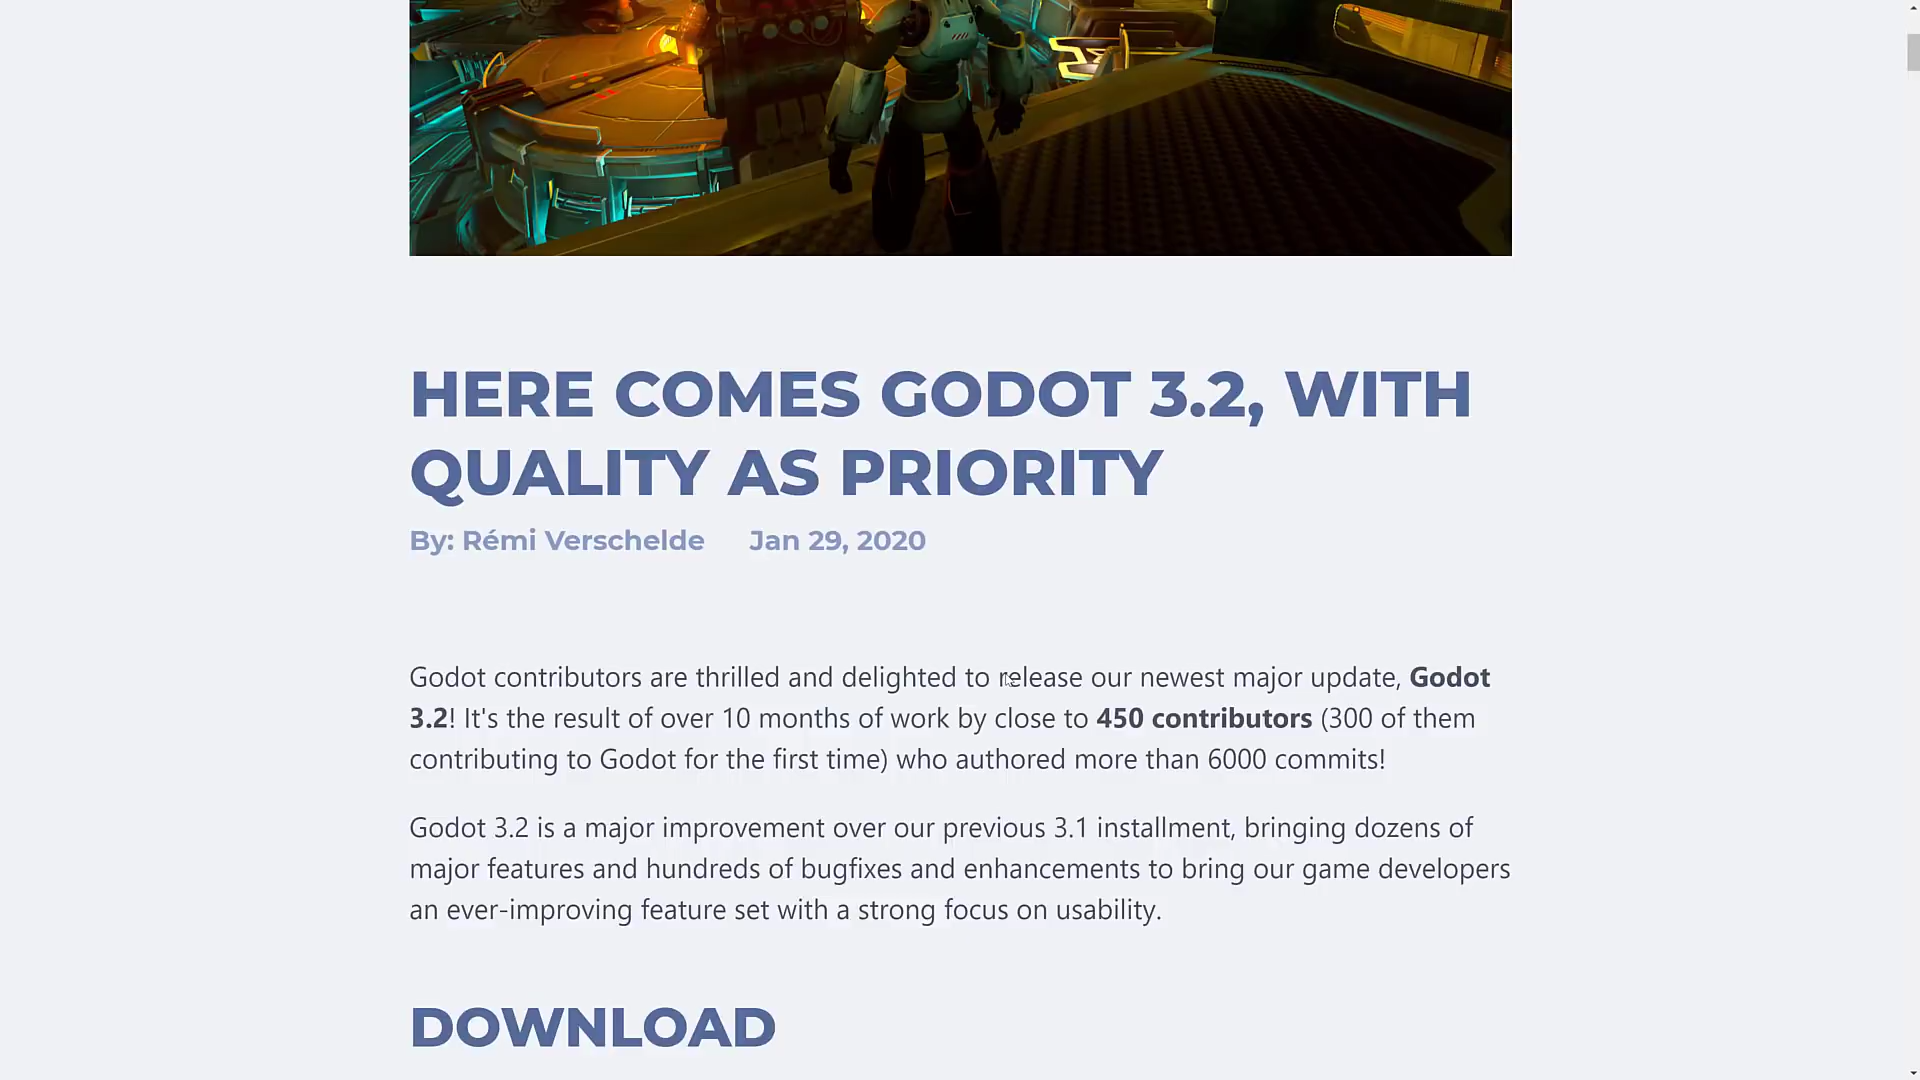 HERE COMES GODOT 3.2, WITH
QUALITY AS PRIORITY
By: Rémi Verschelde Jan 29, 2020
Godot contributors are thrilled and delighted to release our newest major update, Godot
3.2! It's the result of over 10 months of work by close to 450 contributors (300 of them
contributing to Godot for the first time) who authored more than 6000 commits!
Godot 3.2 is a major improvement over our previous 3.1 installment, bringing dozens of
major features and hundreds of bugfixes and enhancements to bring our game developers
an ever-improving feature set with a strong focus on usability.
DOWNLOAD